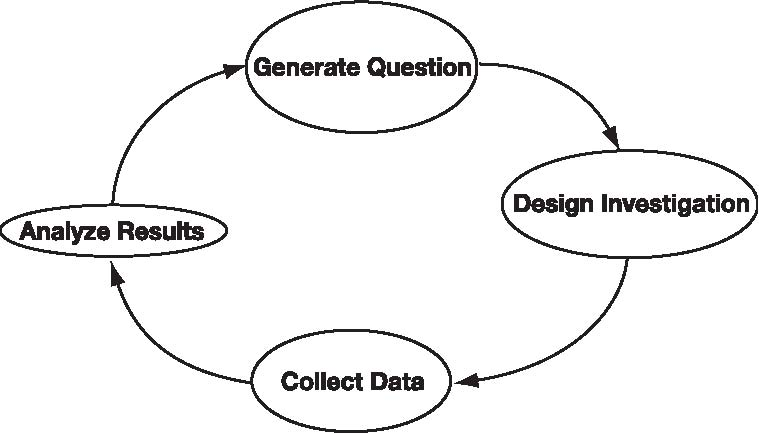 Generate Question
Design Investigation
Analyze Results
Collect Data